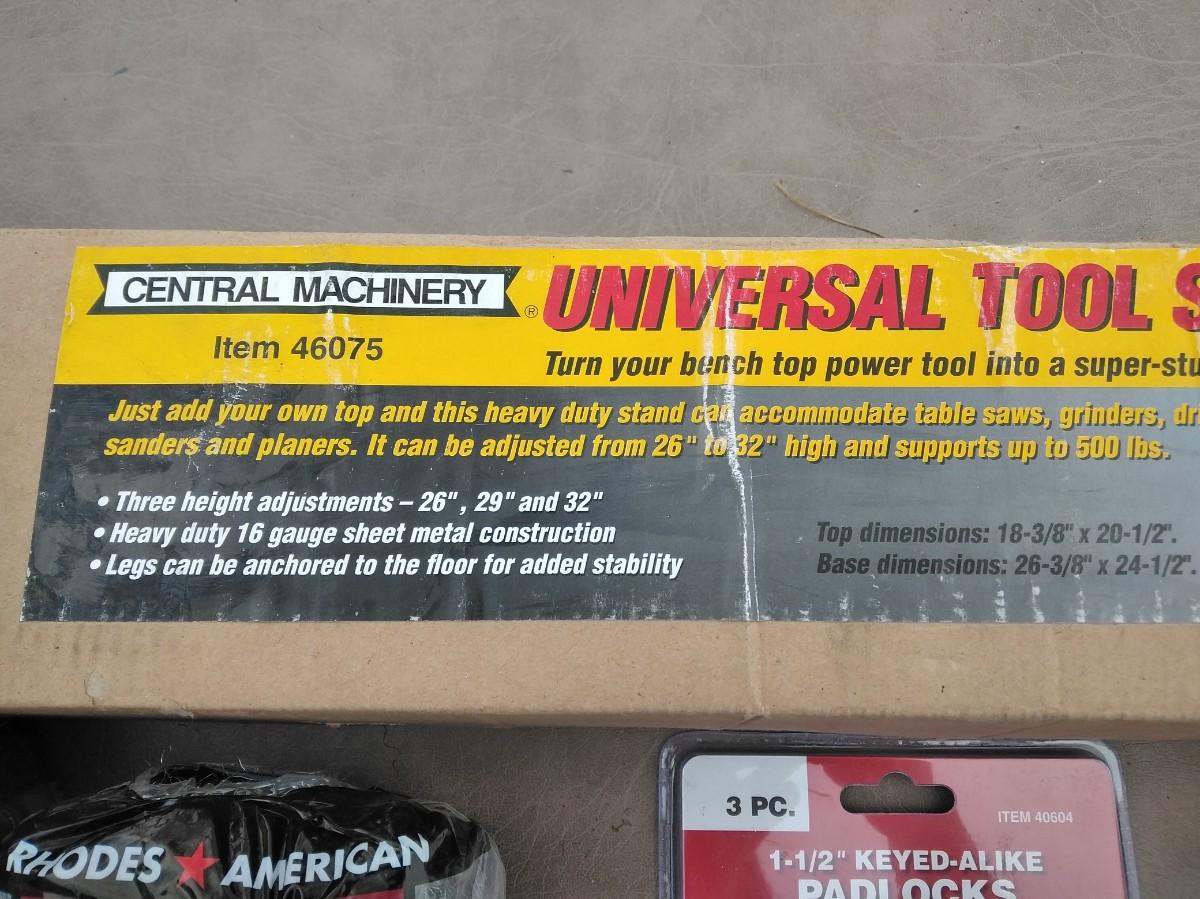 CENTRAL MACHINERY ®
UNIVERSAL TOOL S
Item 46075
Turn your bench top power tool into a super-stu
Just add your own top and this heavy duty stand can accommodate table saws, grinders, dr
sanders and planers. It can be adjusted from 26" to 32" high and supports up to 500 lbs.
• Three height adjustments – 26", 29" and 32"
• Heavy duty 16 gauge sheet metal construction
• Legs can be anchored to the floor for added stability
Top dimensions: 18-3/8" x 20-1/2".
Base dimensions: 26-3/8" x 24-1/2".
RHODES ★ AMERICAN
3 PC.
ITEM 40604
1-1/2" KEYED-ALIKE
PADLOCKS